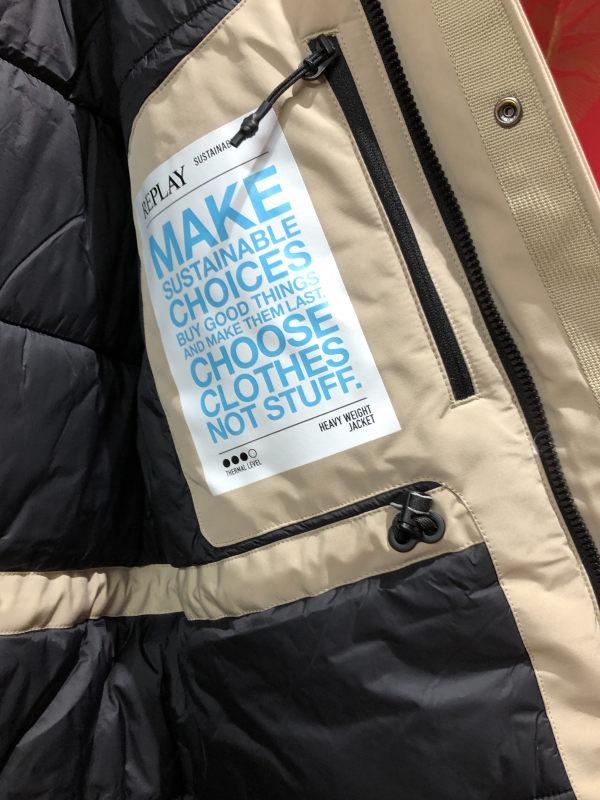 REPLAY
MAKE
SUSTAINABLE
CHOICES
BUY GOOD THINGS
AND MAKE THEM LAST.
CHOOSE
CLOTHES
NOT STUFF.
HEAVY WEIGHT
JACKET
THERMAL LEVEL